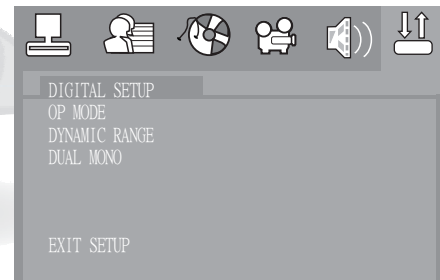 DIGITAL SETUP
OP MODE
DYNAMIC RANGE
DUAL MONO
EXIT SETUP